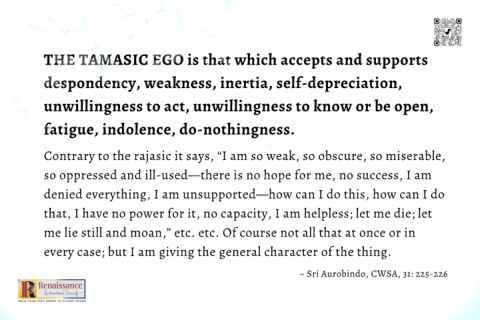 THE TAMASIC EGO is that which accepts and supports
despondency, weakness, inertia, self-depreciation,
unwillingness to act, unwillingness to know or be open,
fatigue, indolence, do-nothingness.
Contrary to the rajasic it says, “I am so weak, so obscure, so miserable,
so oppressed and ill-used—there is no hope for me, no success, I am
denied everything, I am unsupported—how can I do this, how can I do
that, I have no power for it, no capacity, I am helpless; let me die; let
me lie still and moan,” etc. etc. Of course not all that at once or in
every case; but I am giving the general character of the thing.
– Sri Aurobindo, CWSA, 31: 225-226
Renaissance